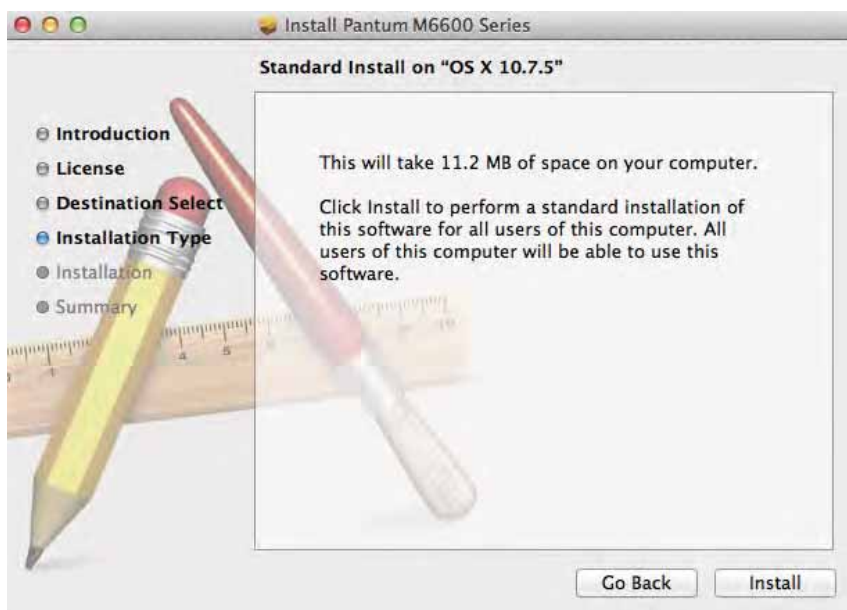 Install Pantum M6600 Series
Standard Install on “OS X 10.7.5”
Introduction
License
Destination Select
Installation Type
Installation
Summary
This will take 11.2 MB of space on your computer.
Click Install to perform a standard installation of
this software for all users of this computer. All
users of this computer will be able to use this
software.
4 5
Go Back
Install